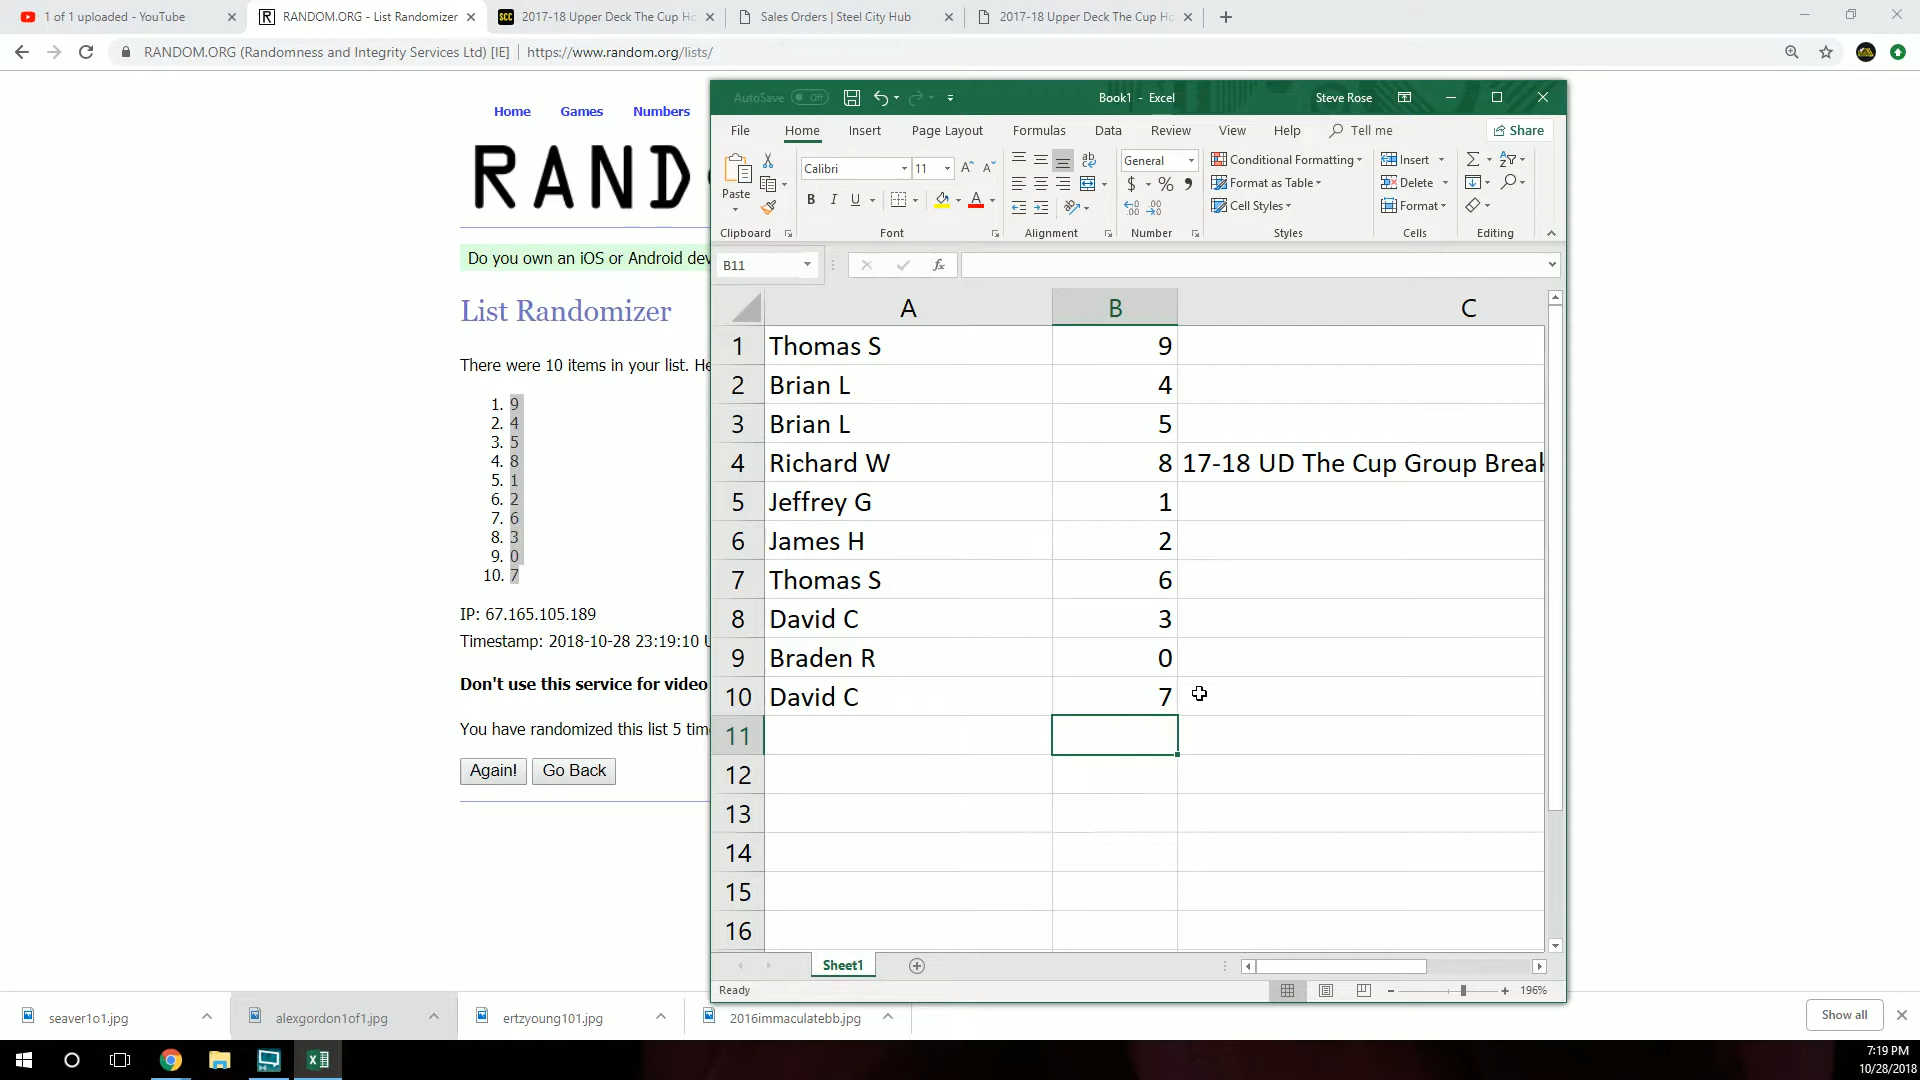 1 of 1 uploaded - YouTube
RANDOM.ORG - List Randomizer
2017-18 Upper Deck The Cup Ho
Sales Orders | Steel City Hub
2017-18 Upper Deck The Cup Ho
RANDOM.ORG (Randomness and Integrity Services Ltd) [IE] https://www.random.org/lists/
Home Games Numbers
RAND
Do you own an iOS or Android dev
List Randomizer
There were 10 items in your list. He
1. 9
2. 4
3. 5
4. 8
5. 1
6. 2
7. 6
8. 3
9. 0
10. 7
IP: 67.165.105.189
Timestamp: 2018-10-28 23:19:10 U
Don't use this service for video
You have randomized this list 5 tim
Again! Go Back
AutoSave Off
Book1 - Excel
Steve Rose
File Home Insert Page Layout Formulas Data Review View Help Tell me Share
Paste
Calibri 11
B I U
General
$ % ,
Conditional Formatting
Format as Table
Cell Styles
Insert
Delete
Format
Clipboard Font Alignment Number Styles Cells Editing
B11
fx
A B C
1 Thomas S 9
2 Brian L 4
3 Brian L 5
4 Richard W 8 17-18 UD The Cup Group Break
5 Jeffrey G 1
6 James H 2
7 Thomas S 6
8 David C 3
9 Braden R 0
10 David C 7
11
12
13
14
15
16
Sheet1
Ready
196%
seaver1o1.jpg
alexgordon1of1.jpg
ertzyoung101.jpg
2016immaculatebb.jpg
Show all
7:19 PM
10/28/2018